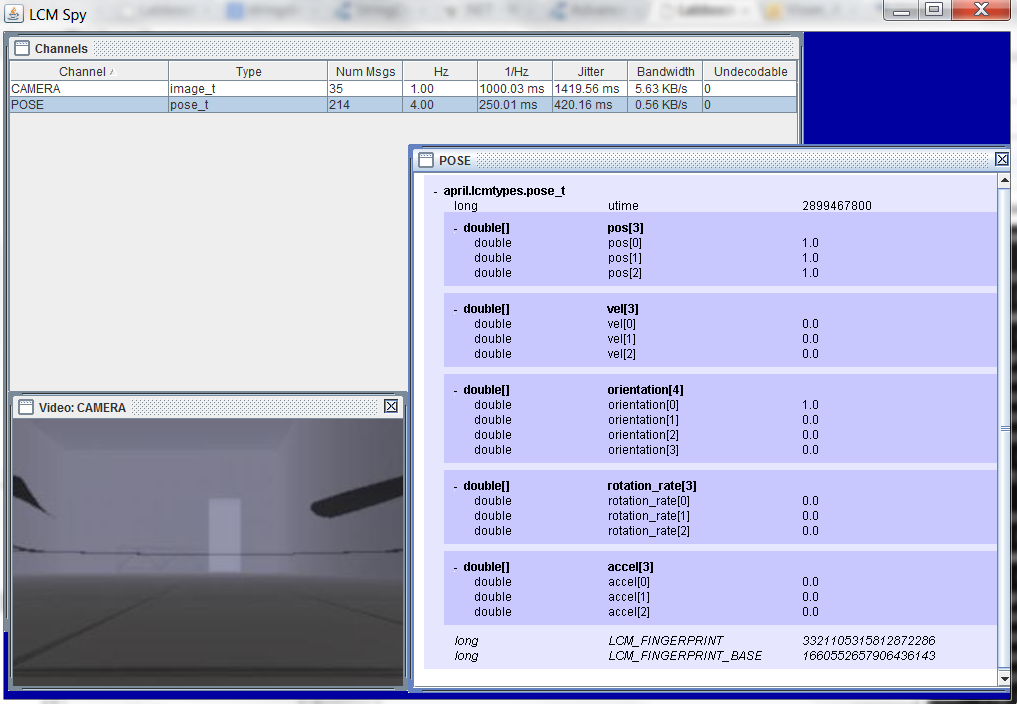 LCM Spy
Channels
Channel Type Num Msgs Hz 1/Hz Jitter Bandwidth Undecodable
CAMERA image_t 35 1.00 1000.03 ms 1419.56 ms 5.63 KB/s 0
POSE pose_t 214 4.00 250.01 ms 420.16 ms 0.56 KB/s 0
POSE
- april.lcmtypes.pose_t
long utime 2899467800
- double[] pos[3]
double pos[0] 1.0
double pos[1] 1.0
double pos[2] 1.0
- double[] vel[3]
double vel[0] 0.0
double vel[1] 0.0
double vel[2] 0.0
- double[] orientation[4]
double orientation[0] 1.0
double orientation[1] 0.0
double orientation[2] 0.0
double orientation[3] 0.0
- double[] rotation_rate[3]
double rotation_rate[0] 0.0
double rotation_rate[1] 0.0
double rotation_rate[2] 0.0
- double[] accel[3]
double accel[0] 0.0
double accel[1] 0.0
double accel[2] 0.0
long LCM_FINGERPRINT 3321105315812872286
long LCM_FINGERPRINT_BASE 1660552657906436143
Video: CAMERA